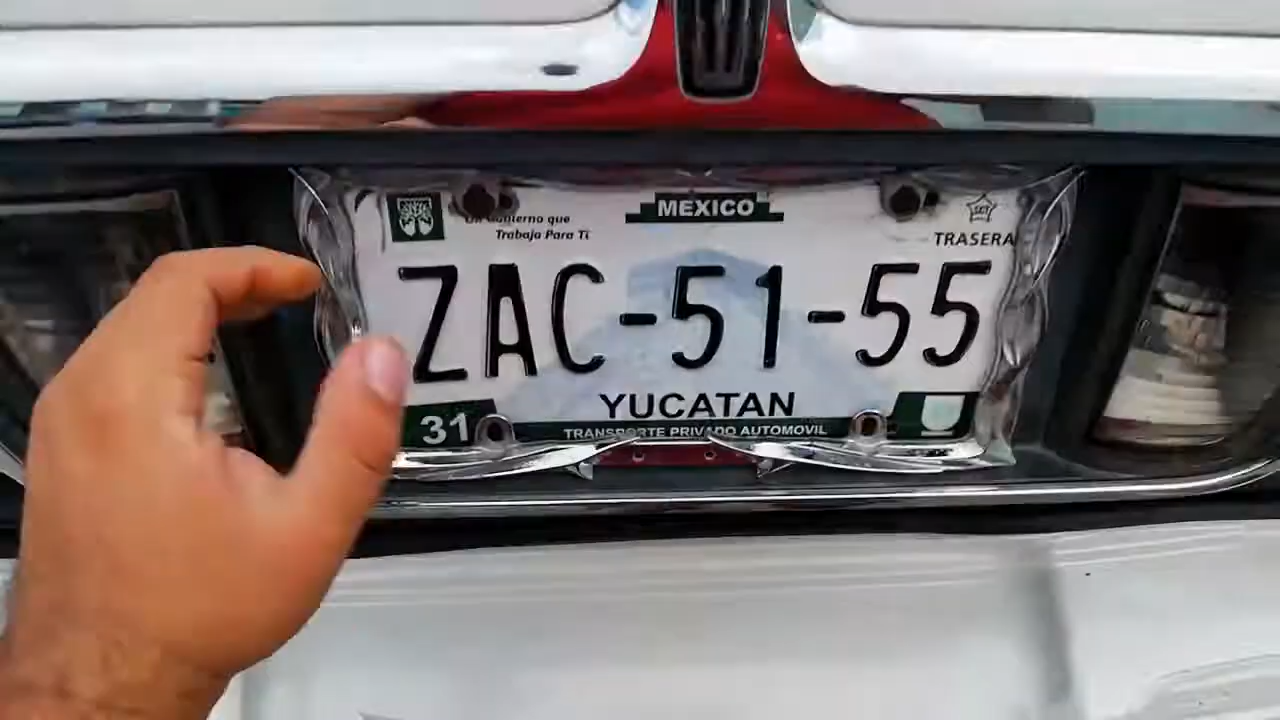 MEXICO
Un Gobierno que
Trabaja Para Ti
TRASERA
ZAC-51-55
YUCATAN
31
TRANSPORTE PRIVADO AUTOMOVIL